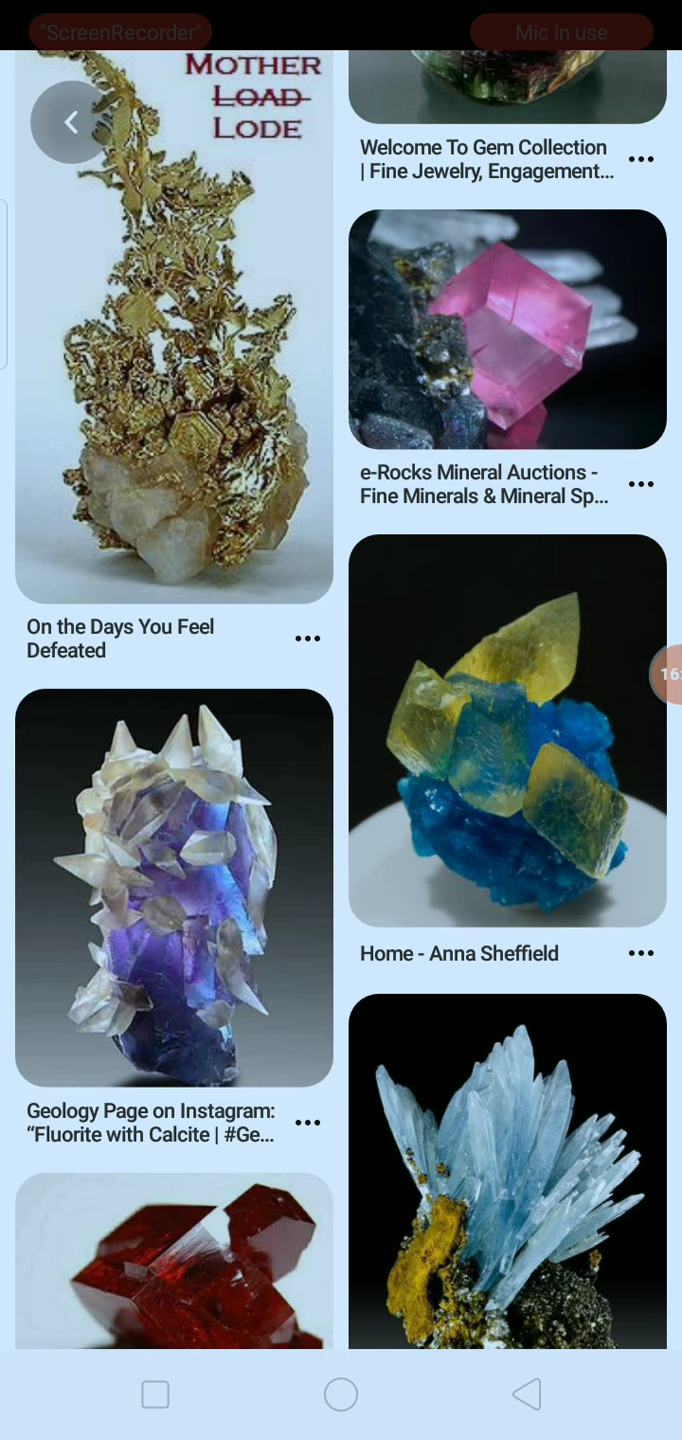 "ScreenRecorder"
Mic in use
MOTHER
LOAD
LODE
On the Days You Feel
Defeated
Geology Page on Instagram:
“Fluorite with Calcite | #Ge...
Welcome To Gem Collection
| Fine Jewelry, Engagement...
e-Rocks Mineral Auctions -
Fine Minerals & Mineral Sp...
Home - Anna Sheffield
16: